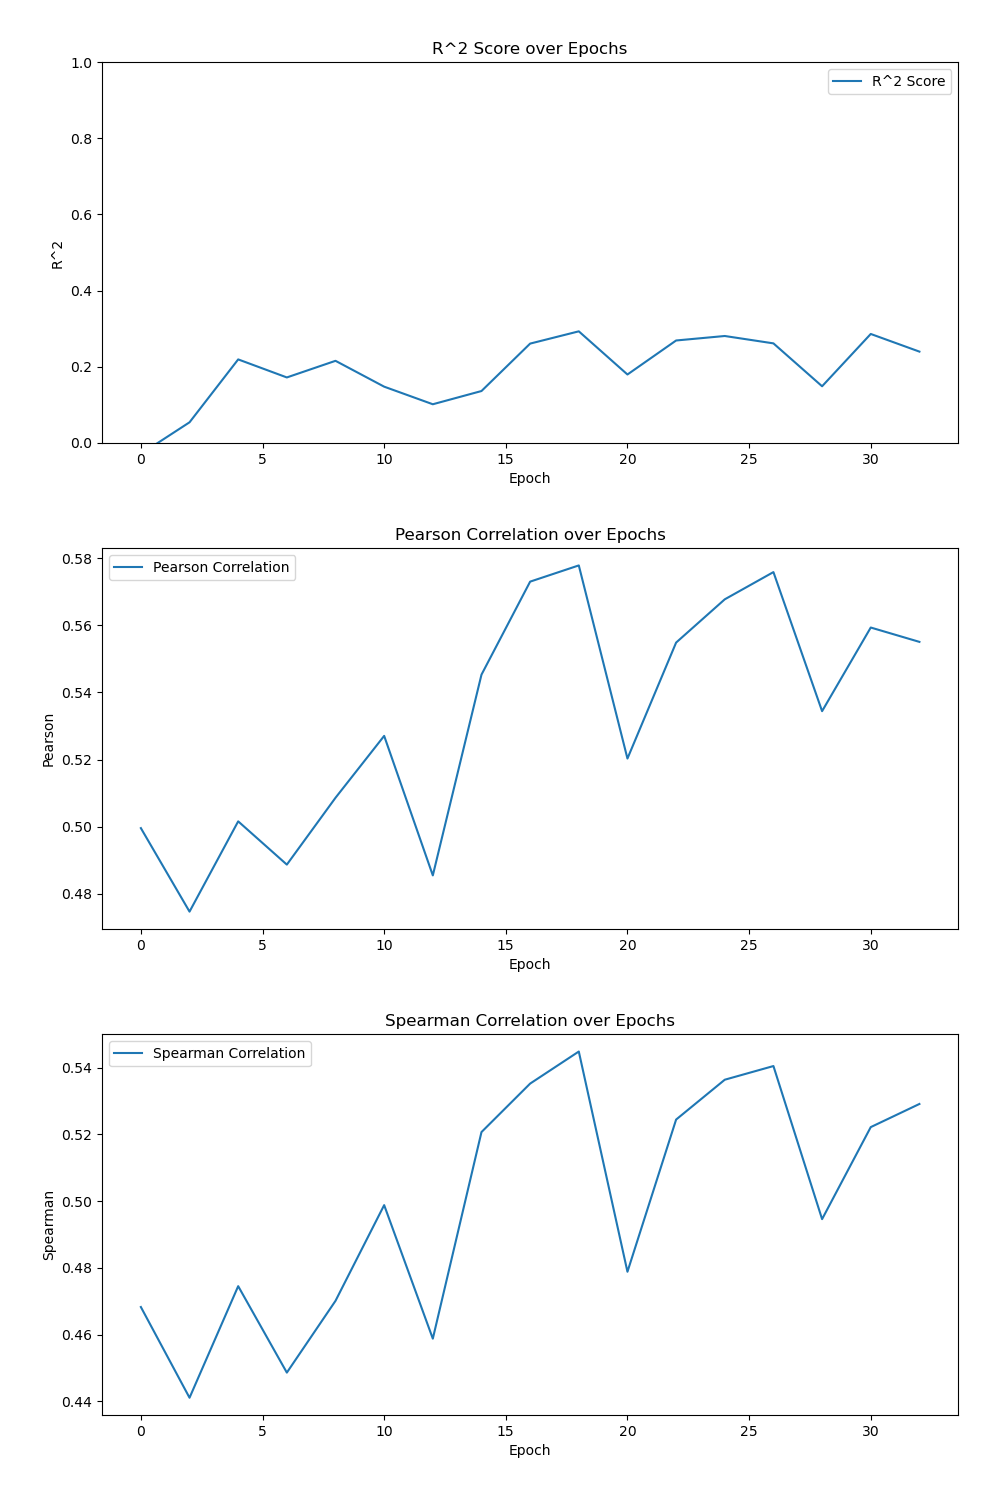 R^2 Score over Epochs
1.0
R^2 Score
0.8
0.6
R^2
0.4
0.2
0.0
0 5 10 15 20 25 30
Epoch
Pearson Correlation over Epochs
0.58
Pearson Correlation
0.56
0.54
Pearson
0.52
0.50
0.48
0 5 10 15 20 25 30
Epoch
Spearman Correlation over Epochs
Spearman Correlation
0.54
0.52
0.50
Spearman
0.48
0.46
0.44
0 5 10 15 20 25 30
Epoch